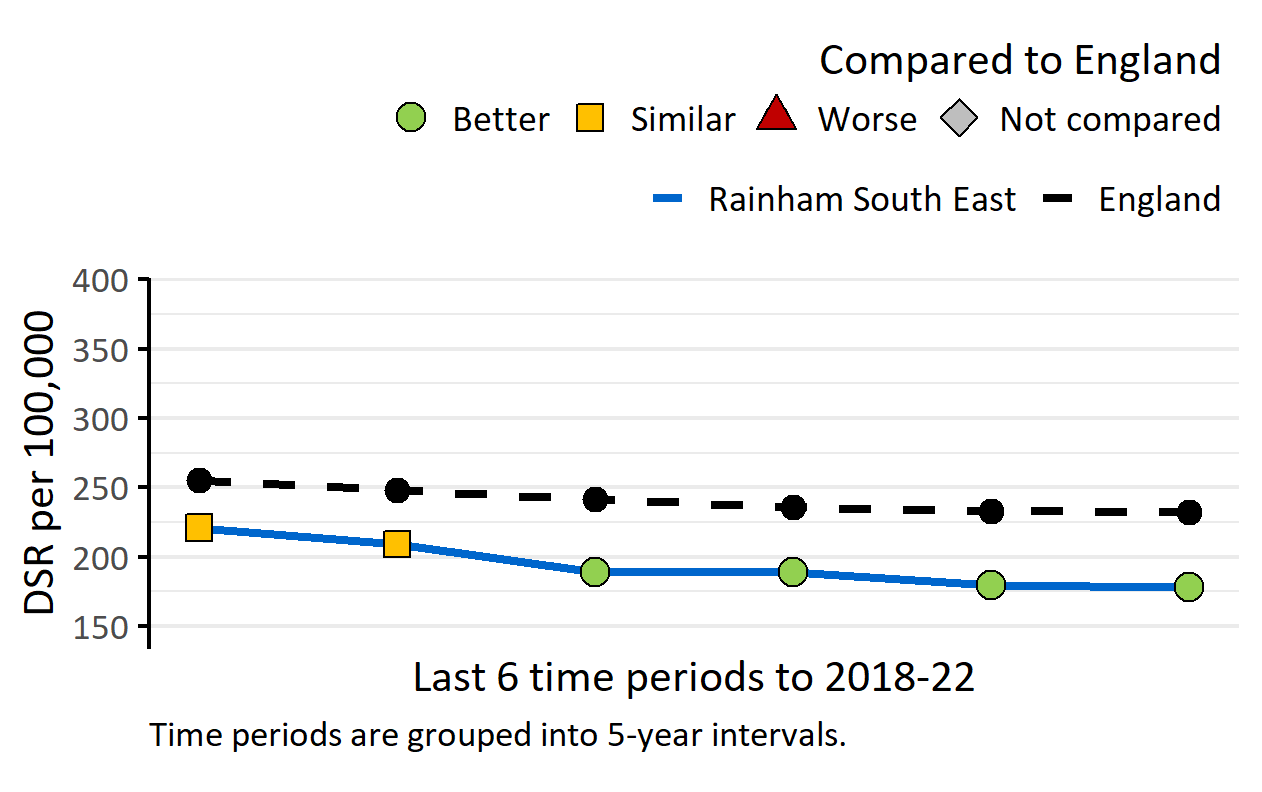 Compared to England
Better Similar Worse Not compared
Rainham South East England
400
350
300
250
200
150
DSR per 100,000
Last 6 time periods to 2018-22
Time periods are grouped into 5-year intervals.